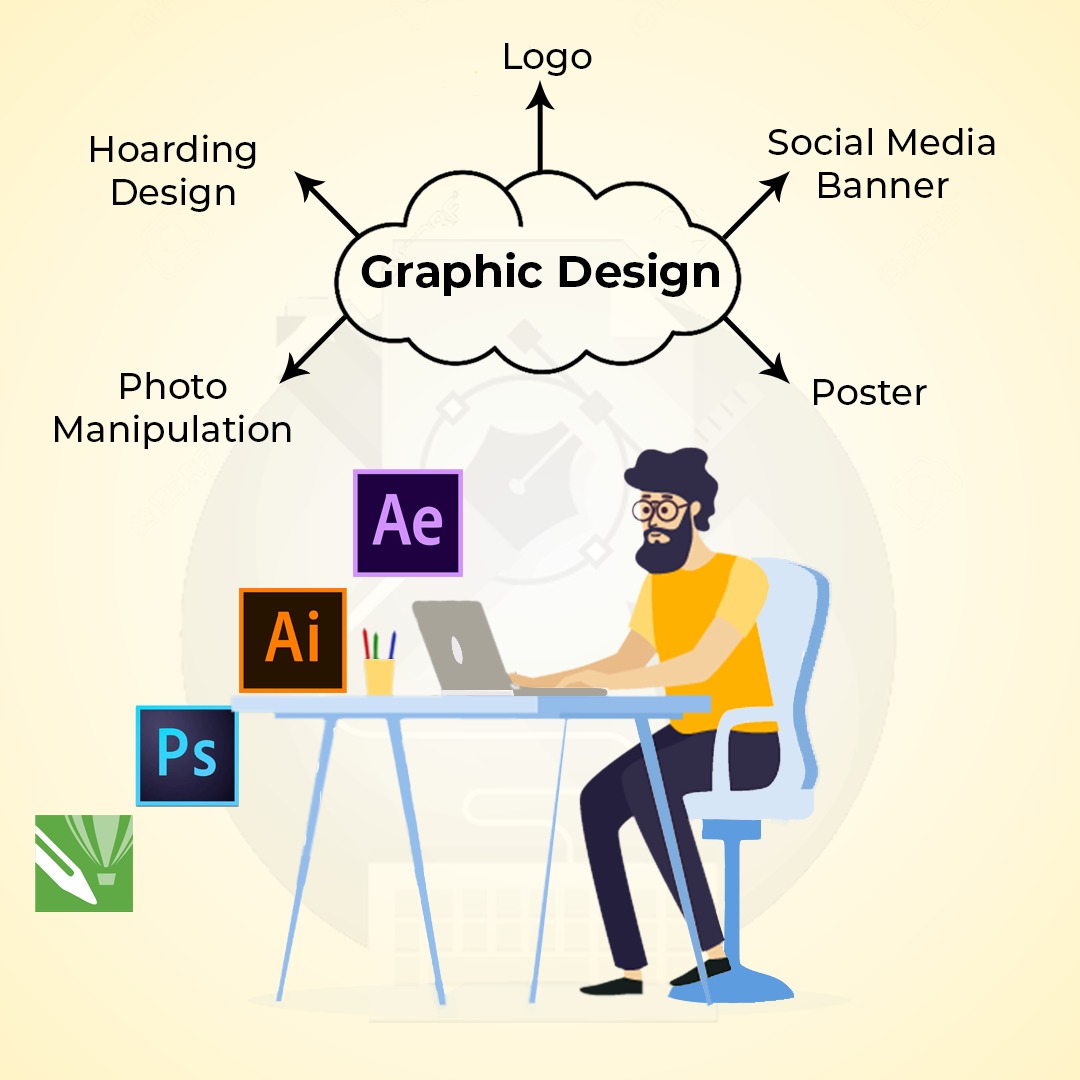 Logo
Hoarding
Design
Social Media
Banner
Graphic Design
Photo
Manipulation
Poster
Ae
Ai
Ps